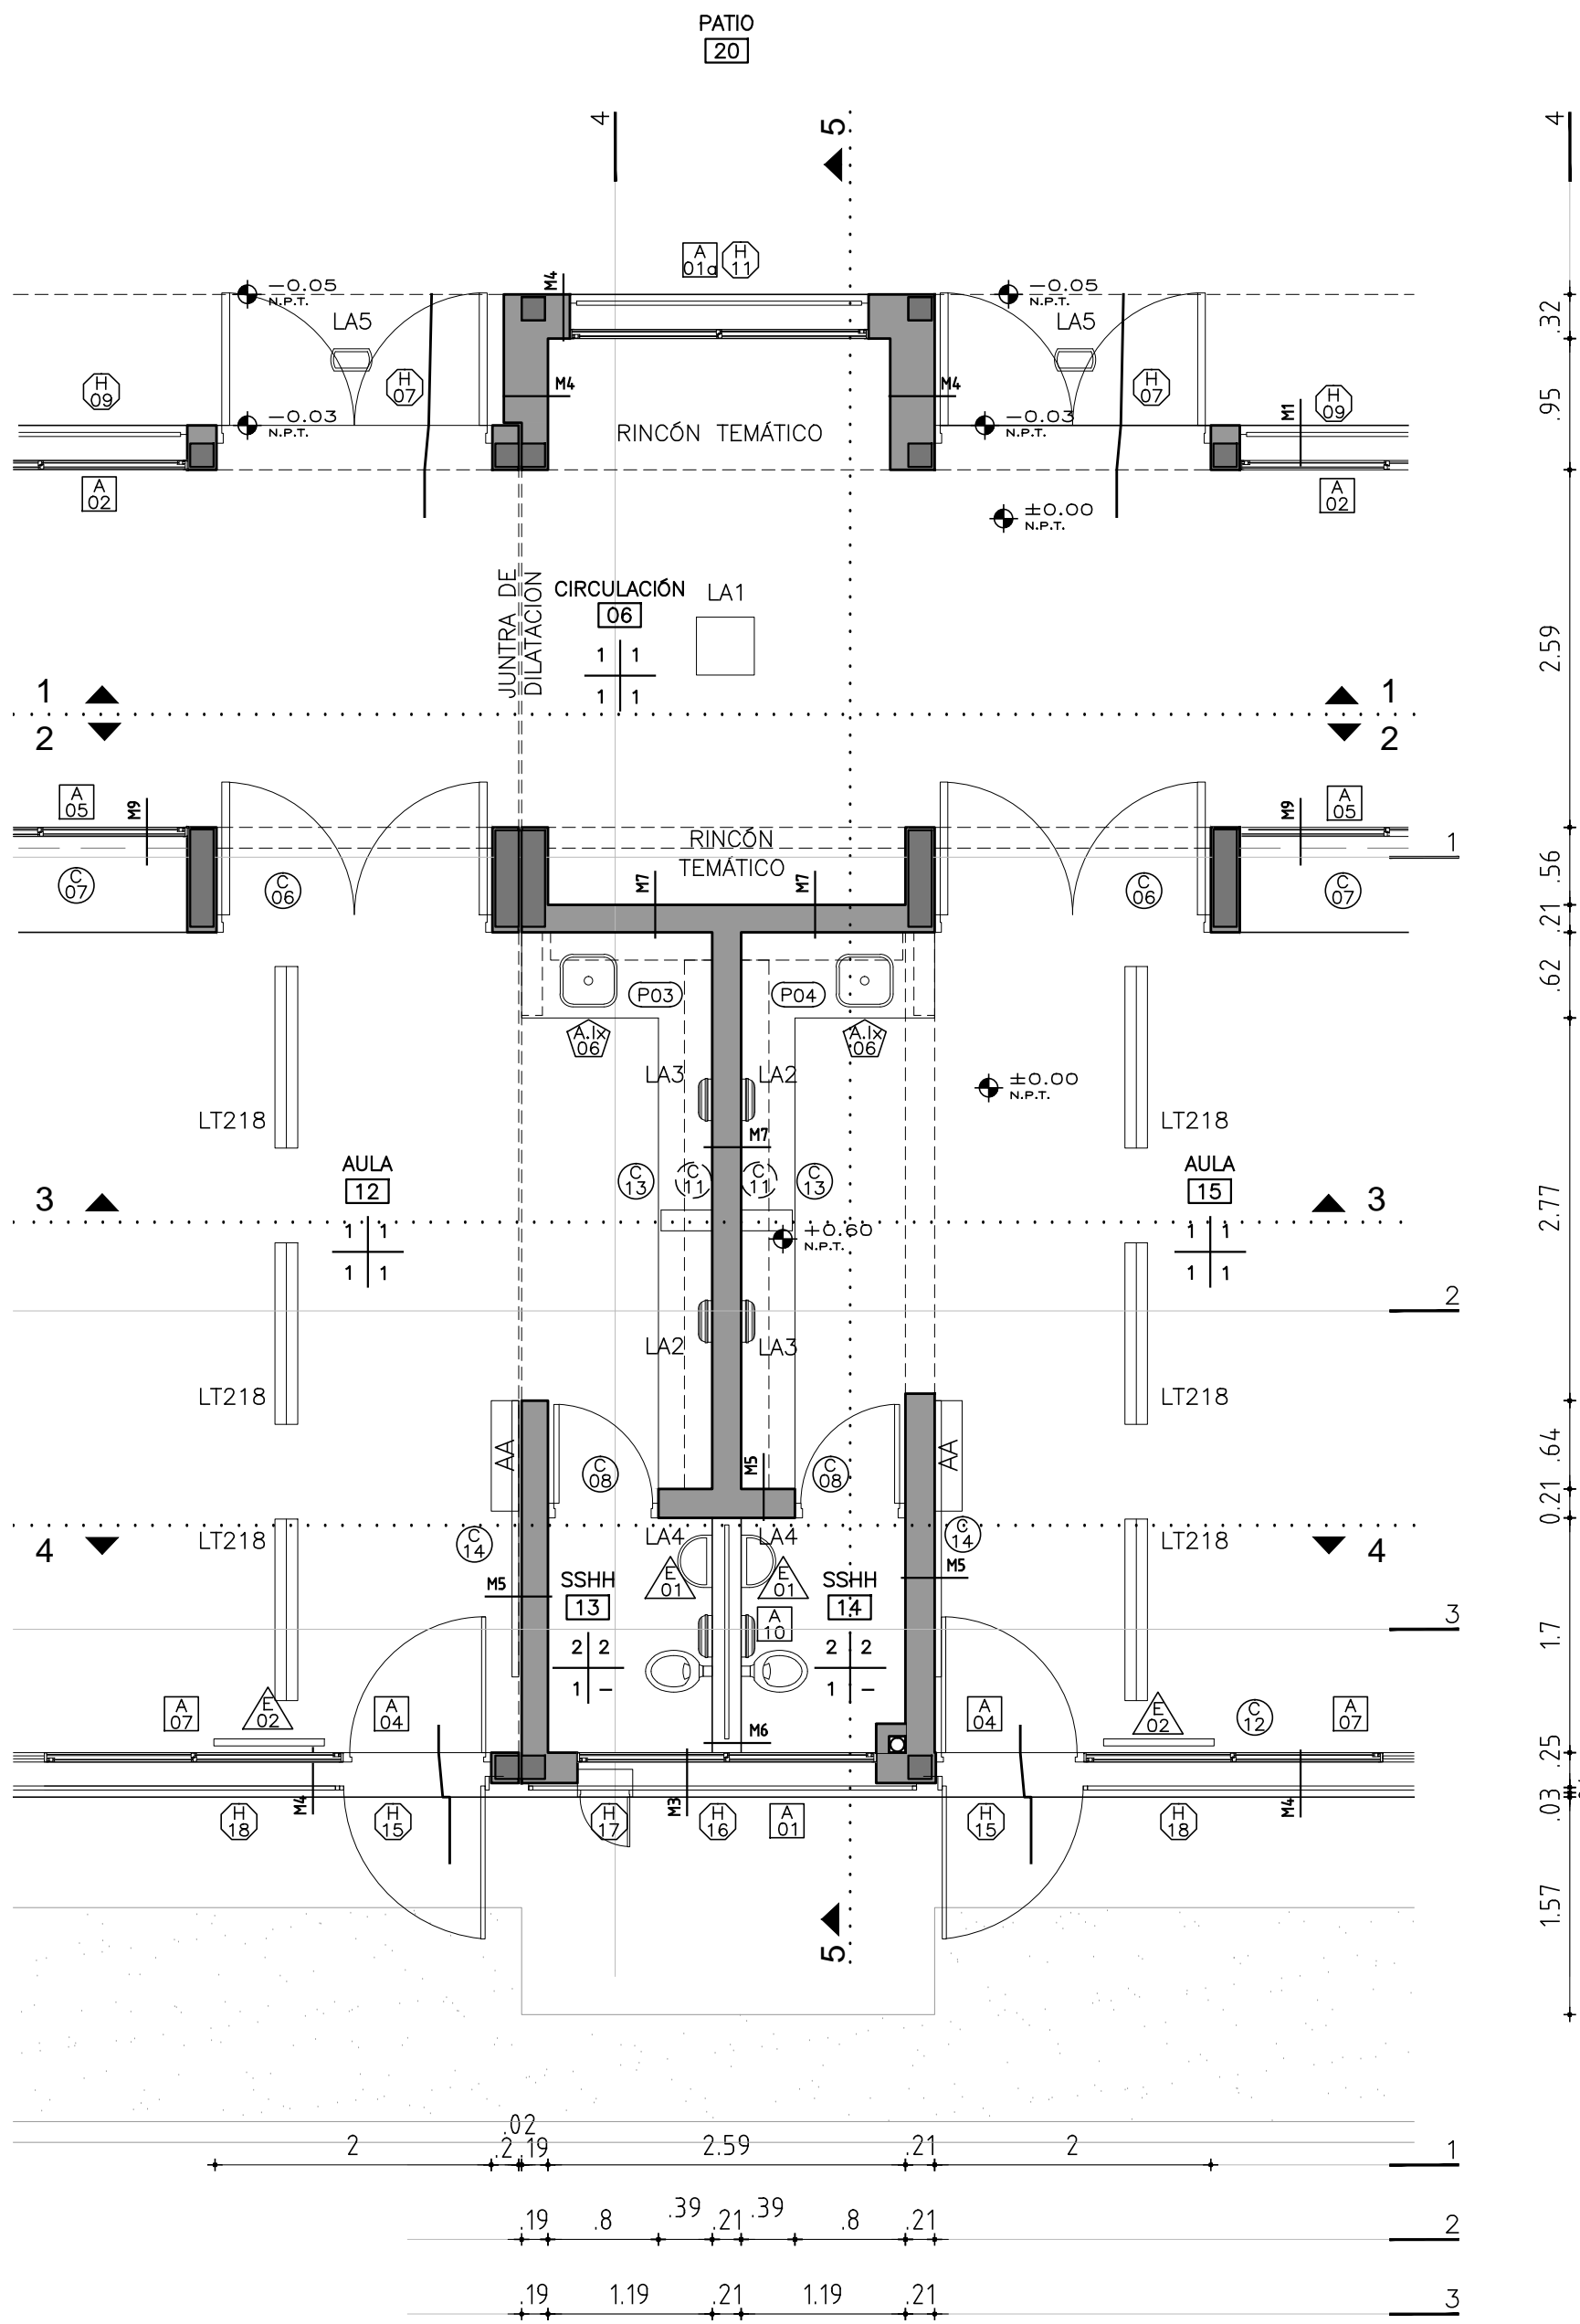 PATIO
20
4
5
4
A
01a
H
11
M4
-0.05
N.P.T.
-0.05
N.P.T.
LA5
LA5
.32
H
09
H
07
M4
M4
H
07
H
09
M1
.95
-0.03
N.P.T.
RINCÓN TEMÁTICO
-0.03
N.P.T.
A
02
A
02
±0.00
N.P.T.
JUNTRA DE
DILATACIÓN
CIRCULACIÓN
06
LA1
1 1
1 1
2.59
1
1
2
2
A
05
M9
RINCÓN
TEMÁTICO
M9
A
05
1
C
07
C
06
M7
M7
C
06
C
07
.56
.21
P03
P04
.62
A.Ix
06
A.Ix
06
LA3
LA2
±0.00
N.P.T.
LT218
LT218
M7
AULA
12
C
13
C
11
C
11
C
13
AULA
15
3
3
2.77
1 1
1 1
+0.60
N.P.T.
1 1
1 1
2
LA2
LA3
LT218
LT218
AA
C
08
M5
C
08
AA
.64
0.21
LT218
C
14
LA4
LA4
C
14
LT218
4
4
M5
SSHH
13
E
01
E
01
SSHH
14
M5
A
10
3
2 2
1 -
2 2
1 -
1.7
A
07
E
02
A
04
A
04
E
02
C
12
A
07
M6
.25
H
18
M4
H
15
H
17
M3
H
16
A
01
H
15
H
18
M4
.03
5
1.57
.02
2
.2
.19
2.59
.21
2
1
.19
.8
.39
.21
.39
.8
.21
2
.19
1.19
.21
1.19
.21
3